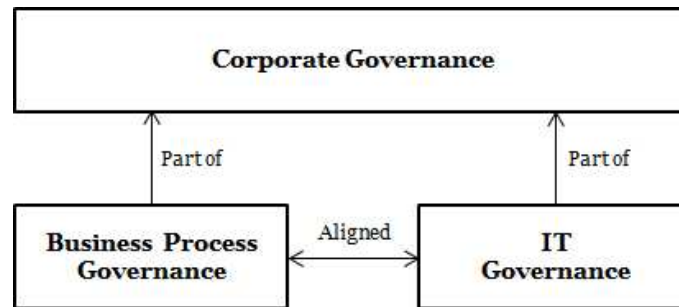 Corporate Governance
Part of
Part of
Aligned
Business Process
Governance
IT
Governance